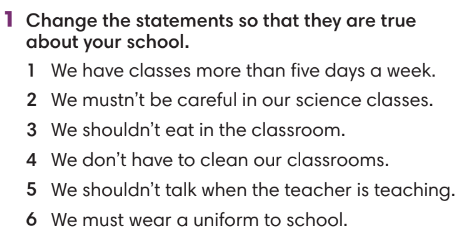 1 Change the statements so that they are true
about your school.
1 We have classes more than five days a week.
2 We mustn't be careful in our science classes.
3 We shouldn't eat in the classroom.
4 We don't have to clean our classrooms.
5 We shouldn't talk when the teacher is teaching.
6 We must wear a uniform to school.